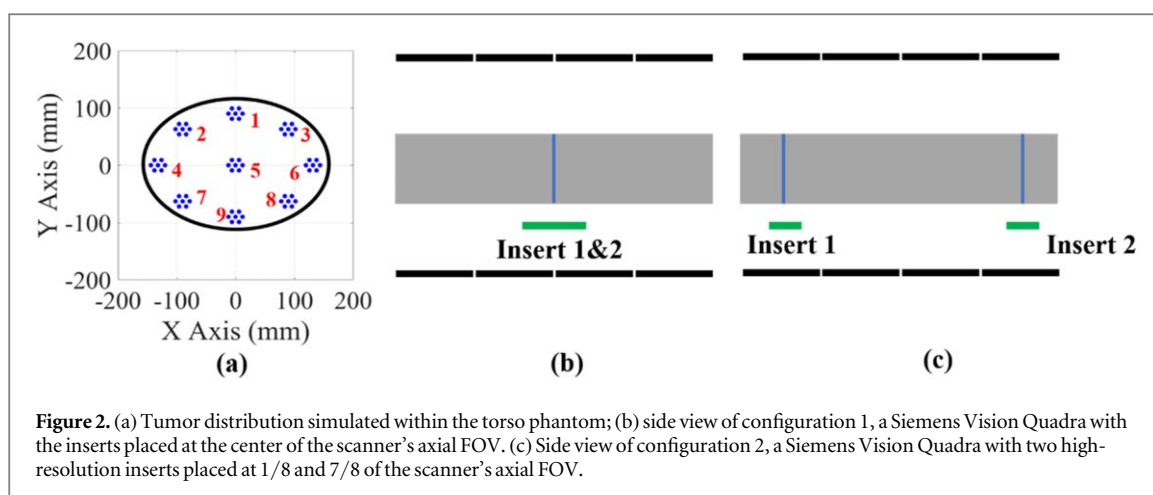 200
100
0
-100
-200
-200 -100 0 100 200
Y Axis (mm)
X Axis (mm)
1
2
3
4
5
6
7
8
9
(a)
Insert 1&2
(b)
Insert 1
Insert 2
(c)
Figure 2. (a) Tumor distribution simulated within the torso phantom; (b) side view of configuration 1, a Siemens Vision Quadra with
the inserts placed at the center of the scanner's axial FOV. (c) Side view of configuration 2, a Siemens Vision Quadra with two high-
resolution inserts placed at 1/8 and 7/8 of the scanner's axial FOV.